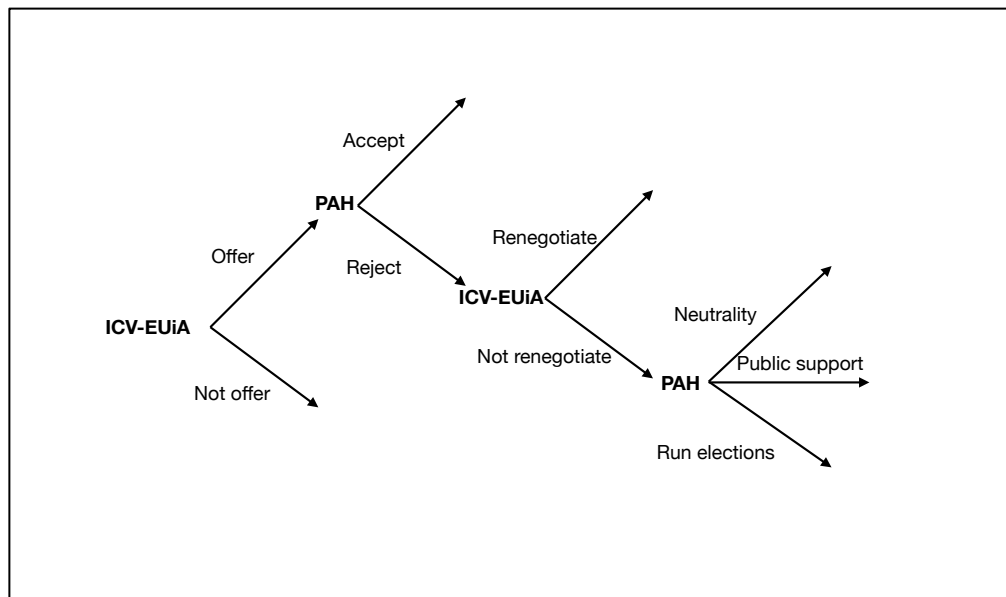 Accept
PAH
Renegotiate
Offer
Reject
ICV-EUiA
Neutrality
ICV-EUiA
Not renegotiate
Public support
Not offer
PAH
Run elections